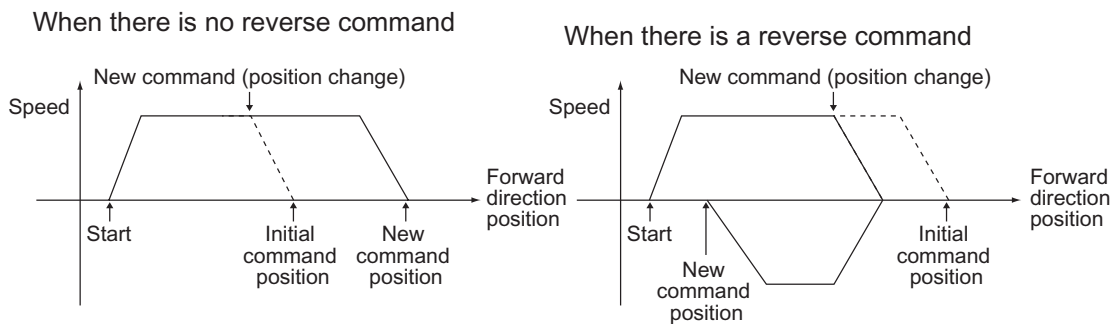 When there is no reverse command
New command (position change)
Speed
Forward
direction
position
Start
Initial
command
position
New
command
position
When there is a reverse command
New command (position change)
Speed
Forward
direction
position
Start
New
command
position
Initial
command
position